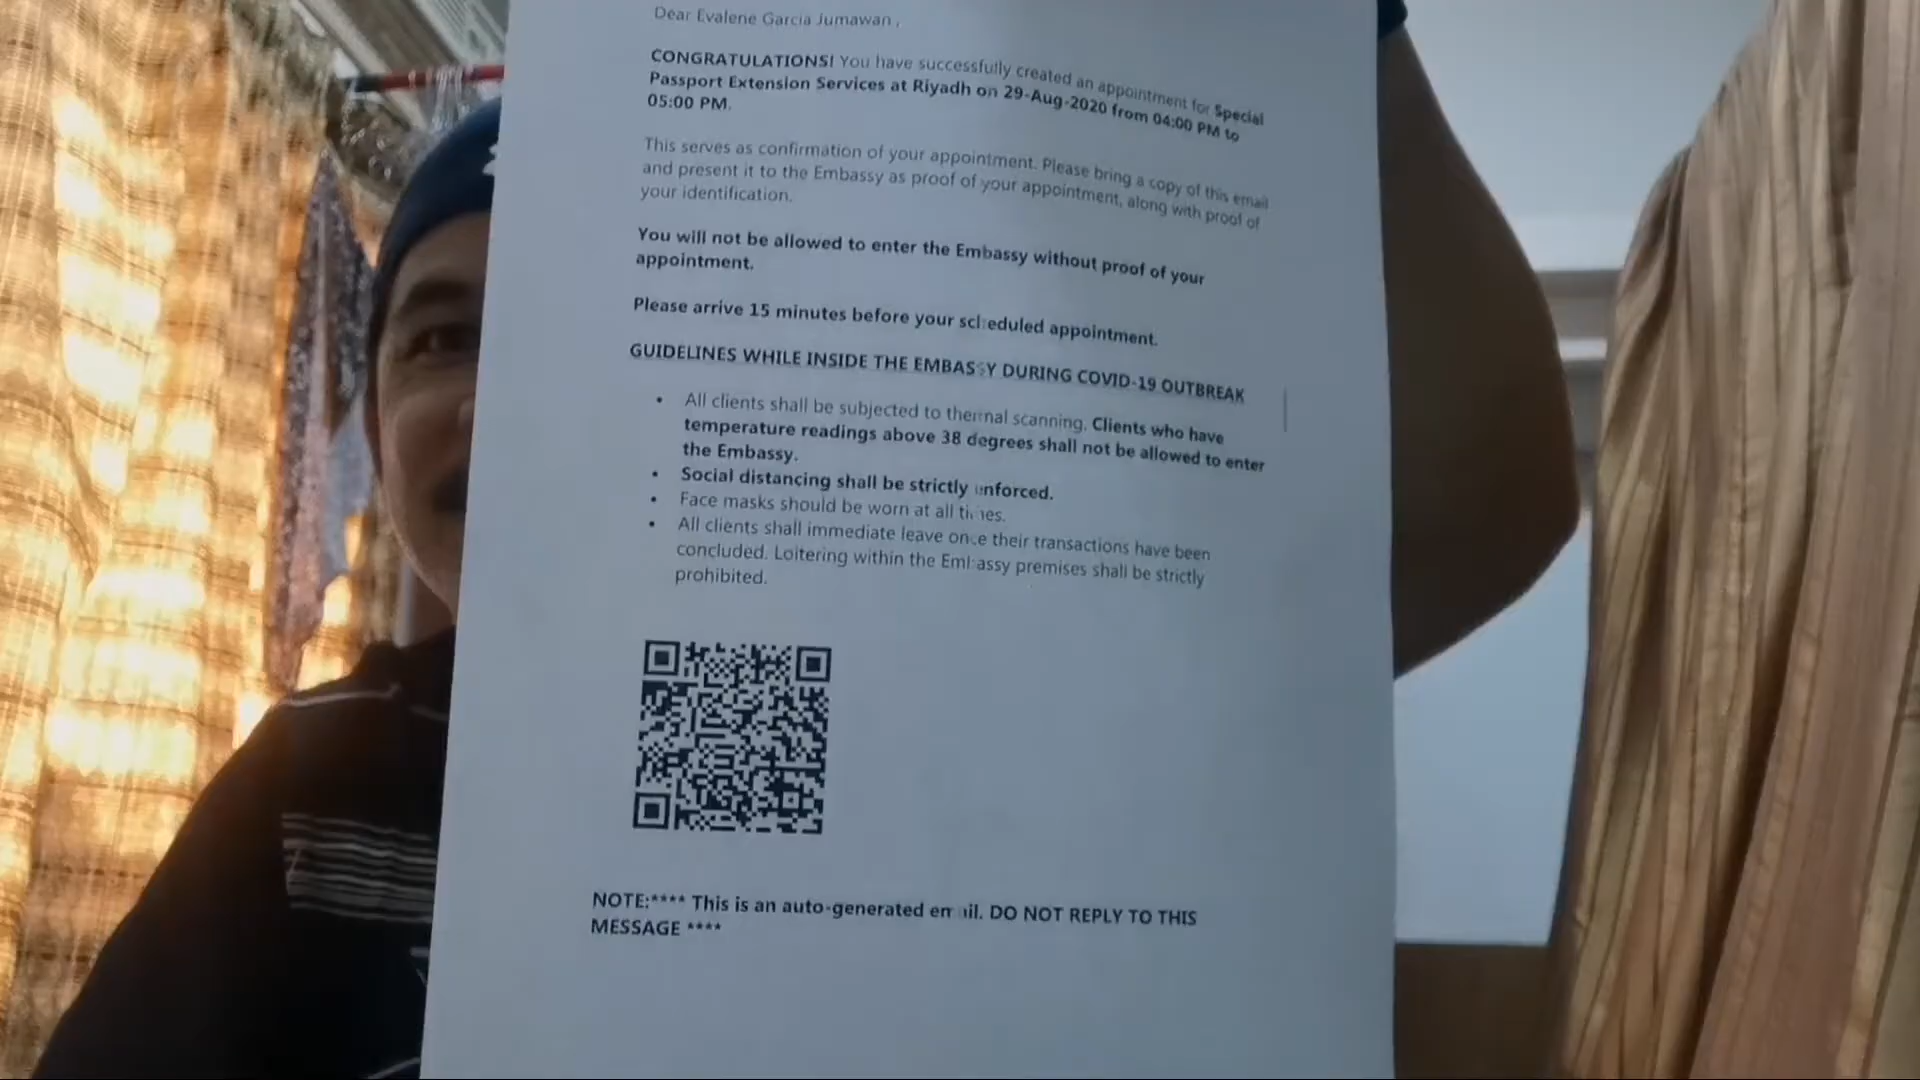 Dear Evalene Garcia Jumawan ,
CONGRATULATIONS! You have successfully created an appointment for Special
Passport Extension Services at Riyadh on 29-Aug-2020 from 04:00 PM to
05:00 PM.
This serves as confirmation of your appointment. Please bring a copy of this email
and present it to the Embassy as proof of your appointment, along with proof of
your identification.
You will not be allowed to enter the Embassy without proof of your
appointment.
Please arrive 15 minutes before your scheduled appointment.
GUIDELINES WHILE INSIDE THE EMBASSY DURING COVID-19 OUTBREAK
• All clients shall be subjected to thermal scanning. Clients who have
temperature readings above 38 degrees shall not be allowed to enter
the Embassy.
• Social distancing shall be strictly enforced.
• Face masks should be worn at all times.
• All clients shall immediate leave once their transactions have been
concluded. Loitering within the Embassy premises shall be strictly
prohibited.
NOTE:**** This is an auto-generated email. DO NOT REPLY TO THIS
MESSAGE ****